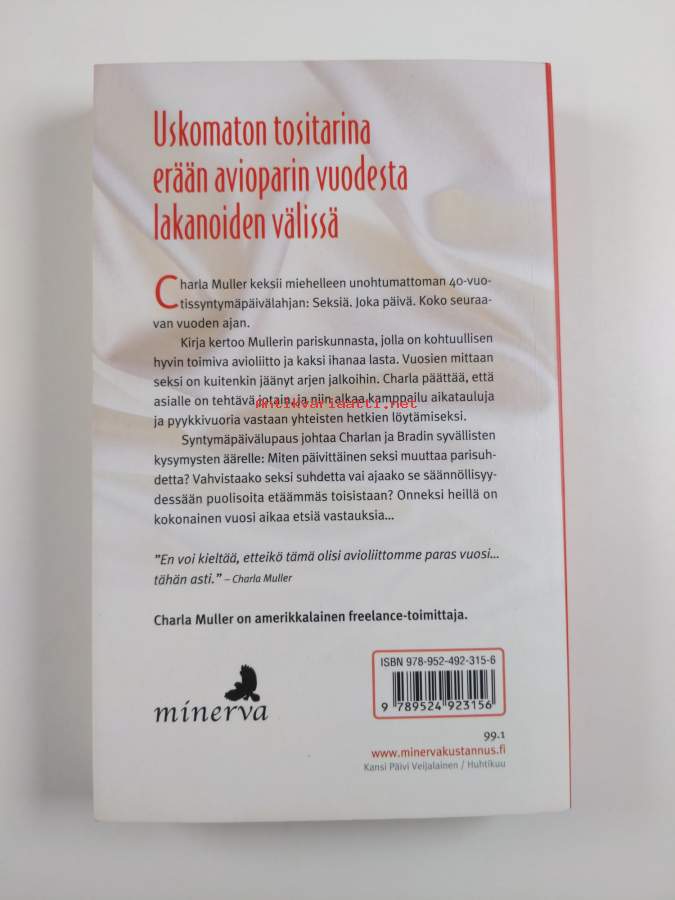 Uskomaton tositarina
erään avioparin vuodesta
lakanoiden välissä
Charla Muller keksii miehelleen unohtumattoman 40-vuo-
tissyntymäpäivälahjan: Seksiä. Joka päivä. Koko seuraa-
van vuoden ajan.
Kirja kertoo Mullerin pariskunnasta, jolla on kohtuullisen
hyvin toimiva avioliitto ja kaksi ihanaa lasta. Vuosien mittaan
seksi on kuitenkin jäänyt arjen jalkoihin. Charla päättää, että
asialle on tehtävä jotain, ja niin alkaa kamppailu aikatauluja
Antikvariaatti.net
ja pyykkivuoria vastaan yhteisten hetkien löytämiseksi.
Syntymäpäivälupaus johtaa Charlan ja Bradin syvällisten
kysymysten äärelle: Miten päivittäinen seksi muuttaa parisuh-
detta? Vahvistaako seksi suhdetta vai ajaako se säännöllisyy-
dessään puolisoita etäämmäs toisistaan? Onneksi heillä on
kokonainen vuosi aikaa etsiä vastauksia...
"En voi kieltää, etteikö tämä olisi avioliittomme paras vuosi...
tähän asti." – Charla Muller
Charla Muller on amerikkalainen freelance-toimittaja.
minerva
ISBN 978-952-492-315-6
9 789524 923156
99.1
www.minervakustannus.fi
Kansi Päivi Veijalainen / Huhtikuu